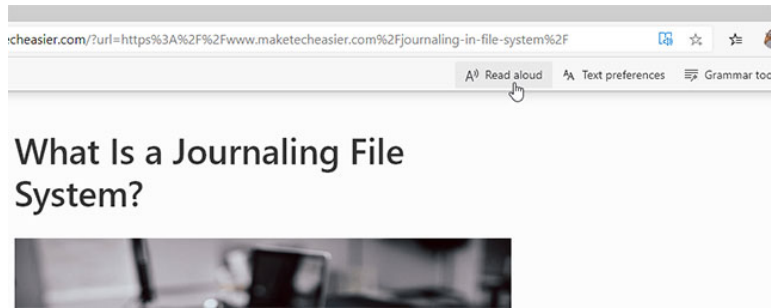 echeasier.com/?url=https%3A%2F%2Fwww.maketecheasier.com%2Fjournaling-in-file-system%2F
Read aloud Text preferences Grammar too
What Is a Journaling File
System?